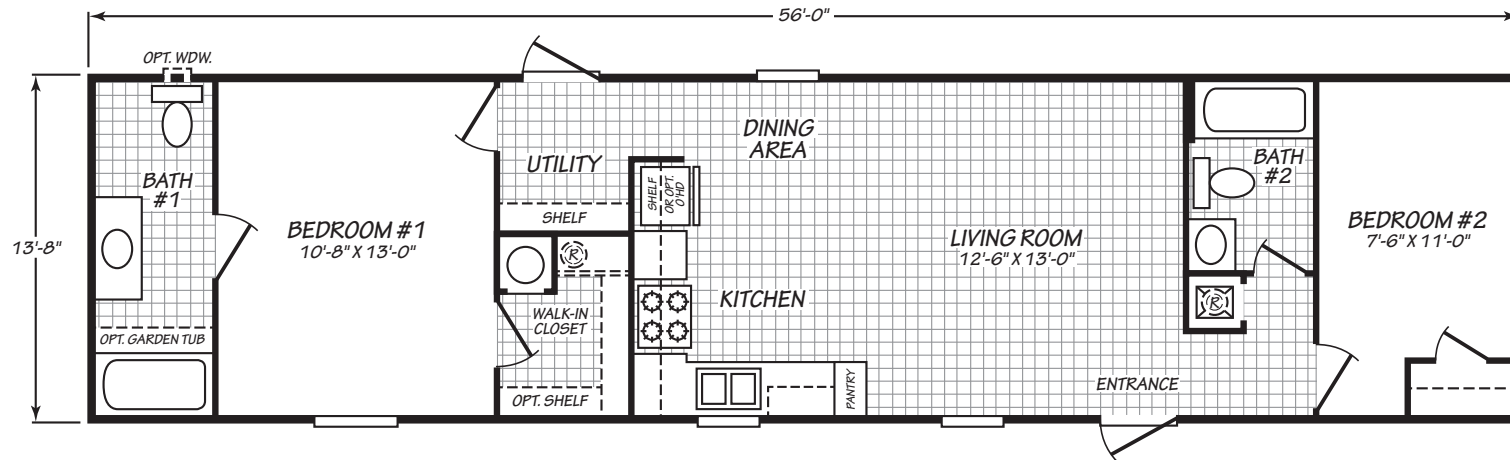 56'-0"
OPT. WDW.
13'-8"
BATH
#1
OPT. GARDEN TUB
BEDROOM #1
10'-8" X 13'-0"
UTILITY
SHELF
R
WALK-IN
CLOSET
OPT. SHELF
SHELF
OR OPT.
O'HD
DINING
AREA
KITCHEN
PANTRY
LIVING ROOM
12'-6" X 13'-0"
ENTRANCE
BATH
#2
R
BEDROOM #2
7'-6" X 11'-0"